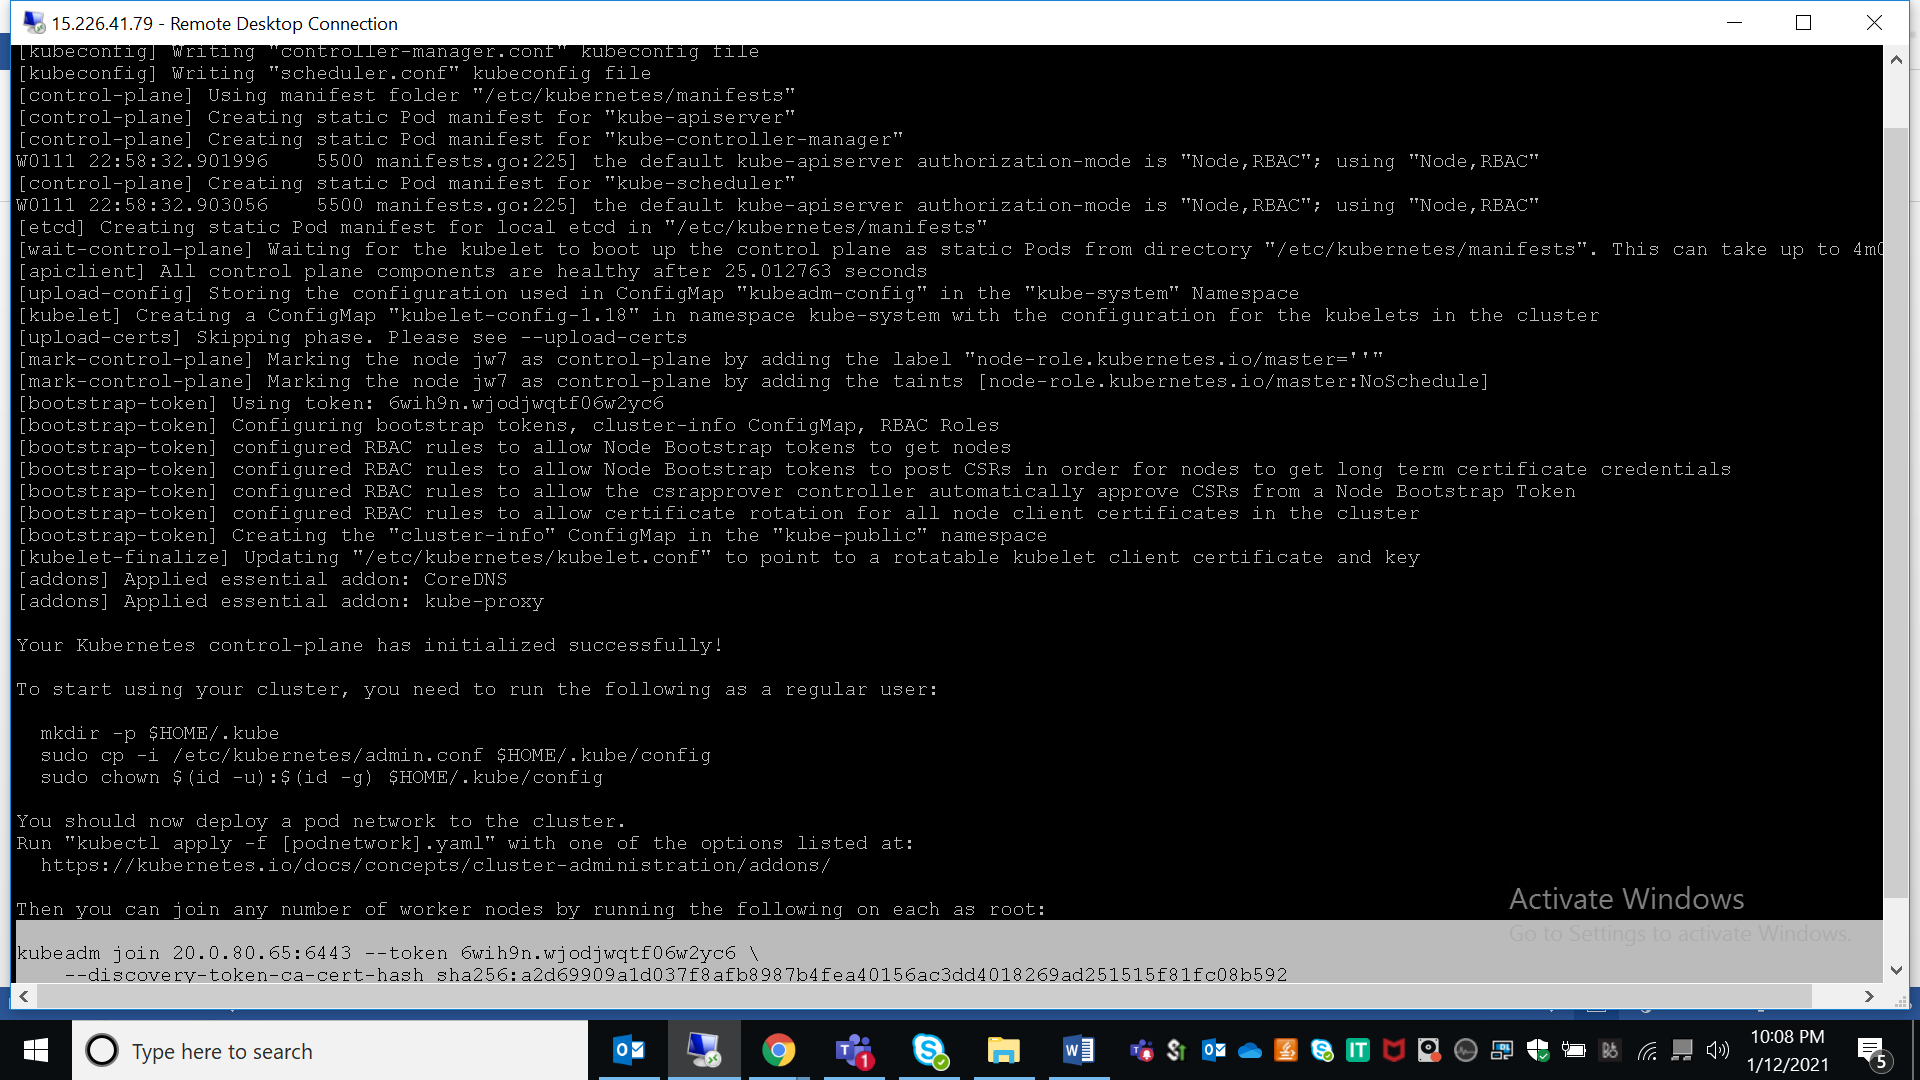 15.226.41.79 - Remote Desktop Connection
[kubeconfig] Writing "controller-manager.conf" kubeconfig file
[kubeconfig] Writing "scheduler.conf" kubeconfig file
[control-plane] Using manifest folder "/etc/kubernetes/manifests"
[control-plane] Creating static Pod manifest for "kube-apiserver"
[control-plane] Creating static Pod manifest for "kube-controller-manager"
W0111 22:58:32.901996    5500 manifests.go:225] the default kube-apiserver authorization-mode is "Node,RBAC"; using "Node,RBAC"
[control-plane] Creating static Pod manifest for "kube-scheduler"
W0111 22:58:32.903056    5500 manifests.go:225] the default kube-apiserver authorization-mode is "Node,RBAC"; using "Node,RBAC"
[etcd] Creating static Pod manifest for local etcd in "/etc/kubernetes/manifests"
[wait-control-plane] Waiting for the kubelet to boot up the control plane as static Pods from directory "/etc/kubernetes/manifests". This can take up to 4m0
[apiclient] All control plane components are healthy after 25.012763 seconds
[upload-config] Storing the configuration used in ConfigMap "kubeadm-config" in the "kube-system" Namespace
[kubelet] Creating a ConfigMap "kubelet-config-1.18" in namespace kube-system with the configuration for the kubelets in the cluster
[upload-certs] Skipping phase. Please see --upload-certs
[mark-control-plane] Marking the node jw7 as control-plane by adding the label "node-role.kubernetes.io/master=''"
[mark-control-plane] Marking the node jw7 as control-plane by adding the taints [node-role.kubernetes.io/master:NoSchedule]
[bootstrap-token] Using token: 6wih9n.wjodjwqtf06w2yc6
[bootstrap-token] Configuring bootstrap tokens, cluster-info ConfigMap, RBAC Roles
[bootstrap-token] configured RBAC rules to allow Node Bootstrap tokens to get nodes
[bootstrap-token] configured RBAC rules to allow Node Bootstrap tokens to post CSRs in order for nodes to get long term certificate credentials
[bootstrap-token] configured RBAC rules to allow the csrapprover controller automatically approve CSRs from a Node Bootstrap Token
[bootstrap-token] configured RBAC rules to allow certificate rotation for all node client certificates in the cluster
[bootstrap-token] Creating the "cluster-info" ConfigMap in the "kube-public" namespace
[kubelet-finalize] Updating "/etc/kubernetes/kubelet.conf" to point to a rotatable kubelet client certificate and key
[addons] Applied essential addon: CoreDNS
[addons] Applied essential addon: kube-proxy
Your Kubernetes control-plane has initialized successfully!
To start using your cluster, you need to run the following as a regular user:
mkdir -p $HOME/.kube
sudo cp -i /etc/kubernetes/admin.conf $HOME/.kube/config
sudo chown $(id -u):$(id -g) $HOME/.kube/config
You should now deploy a pod network to the cluster.
Run "kubectl apply -f [podnetwork].yaml" with one of the options listed at:
https://kubernetes.io/docs/concepts/cluster-administration/addons/
Then you can join any number of worker nodes by running the following on each as root:
kubeadm join 20.0.80.65:6443 --token 6wih9n.wjodjwqtf06w2yc6 \
--discovery-token-ca-cert-hash sha256:a2d69909a1d037f8afb8987b4fea40156ac3dd4018269ad251515f81fc08b592
Activate Windows
Go to Settings to activate Windows.
Type here to search
10:08 PM
1/12/2021
5